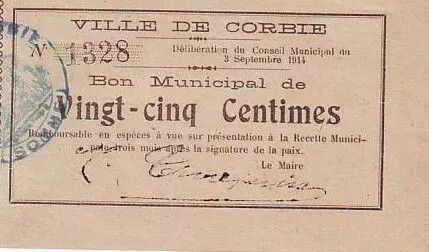 VILLE DE CORBIE
N° 1328
Délibération du Conseil Municipal du
3 Septembre 1914
Bon Municipal de
Vingt-cinq Centimes
Remboursable en espèces à vue sur présentation à la Recette Munici-
pale trois mois après la signature de la paix.
Le Maire